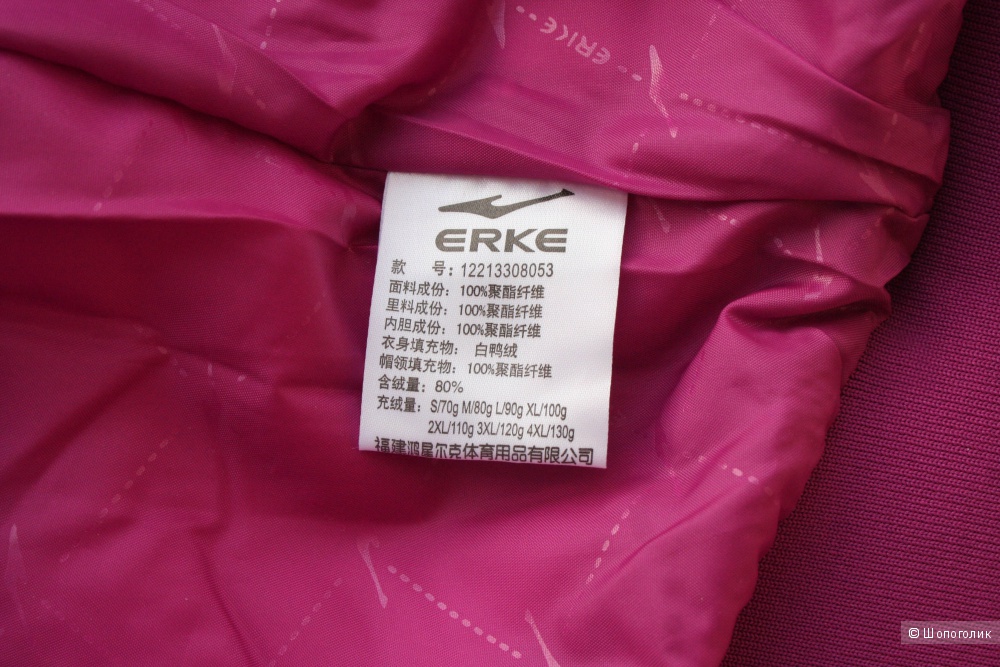 ERKE
ERKE
款 号：12213308053
面料成份：100%聚酯纤维
里料成份：100%聚酯纤维
内胆成份：100%聚酯纤维
衣身填充物： 白鸭绒
帽领填充物：100%聚酯纤维
含绒量：80%
充绒量：S/70g M/80g L/90g XL/100g
2XL/110g 3XL/120g 4XL/130g
福建鸿星尔克体育用品有限公司
© Шопоголик